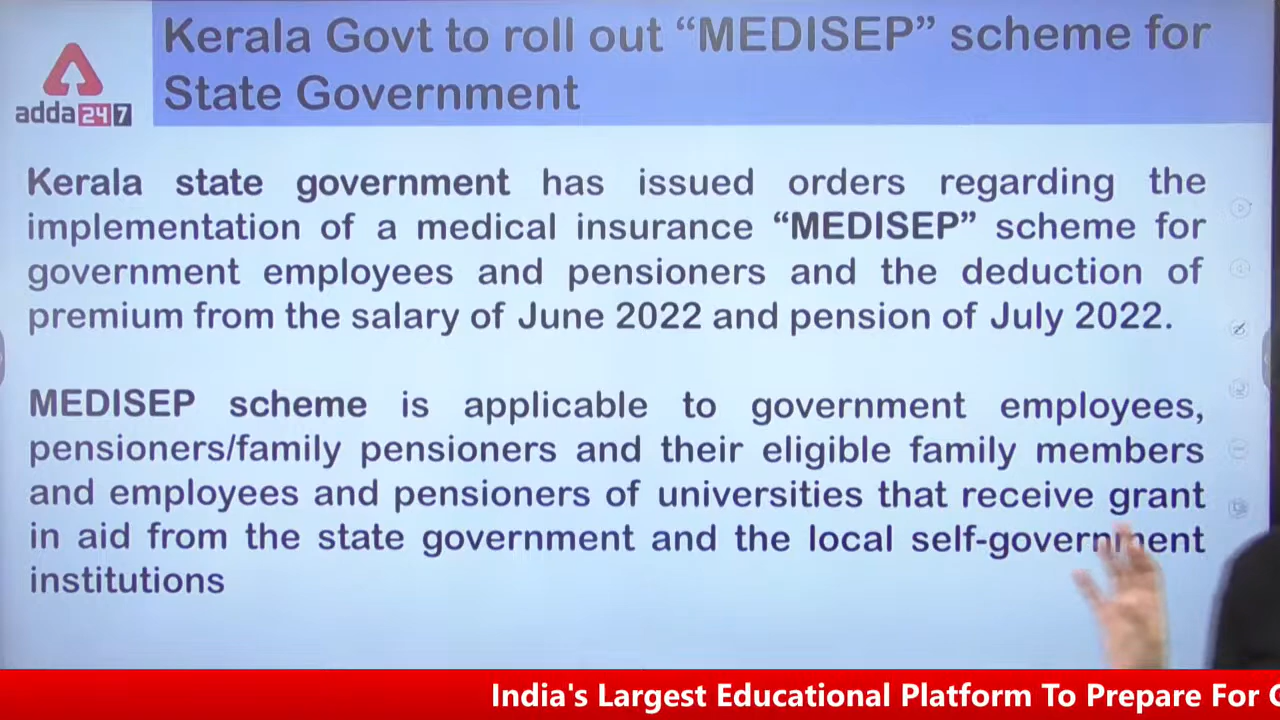 Kerala Govt to roll out “MEDISEP” scheme for
State Government
adda247
Kerala state government has issued orders regarding the
implementation of a medical insurance “MEDISEP” scheme for
government employees and pensioners and the deduction of
premium from the salary of June 2022 and pension of July 2022.
MEDISEP scheme is applicable to government employees,
pensioners/family pensioners and their eligible family members
and employees and pensioners of universities that receive grant
in aid from the state government and the local self-government
institutions
India's Largest Educational Platform To Prepare For